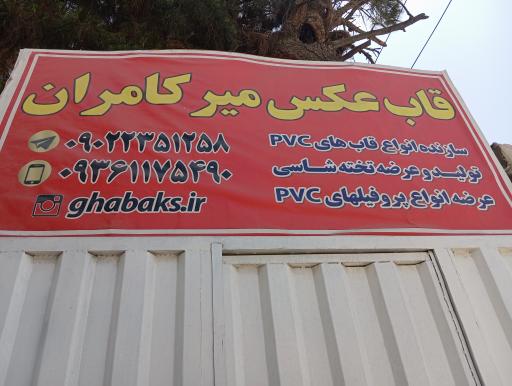 قاب عکس میر کامران
سازنده انواع قاب های PVC
تولید و عرضه تخته شاسی
عرضه انواع پروفیلهای PVC
۰۹۰۲۲۳۵۱۲۵۸
۰۹۳۶۱۱۷۵۴۹۰
ghabaks.ir